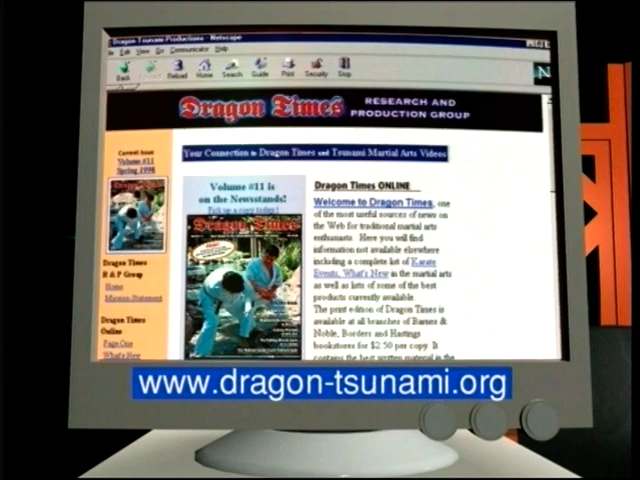 Dragon-Tsunami Productions - Netscape
Edit View Go Communicator Help
Back Forward Reload Home Search Guide Print Security Stop
N
Dragon Times RESEARCH AND
PRODUCTION GROUP
Current Issue
Volume #11
Spring 1998
Dragon Times
R & P Group
Home
Mission Statement
Dragon Times
Online
Page One
What's New
Your Connection to Dragon Times and Tsunami Martial Arts Videos
Volume #11 is
on the Newsstands!
Pick up a copy today!
Dragon Times
Dragon Times ONLINE
Welcome to Dragon Times, one
of the most useful sources of news on
the Web for traditional martial arts
enthusiasts. Here you will find
information not available elsewhere
including a complete list of Karate
Events, What's New in the martial arts
as well as lists of some of the best
products currently available.
The print edition of Dragon Times is
available at all branches of Barnes &
Noble, Borders and Hastings
bookstores for $2.50 per copy. It
contains the best written material in the
www.dragon-tsunami.org